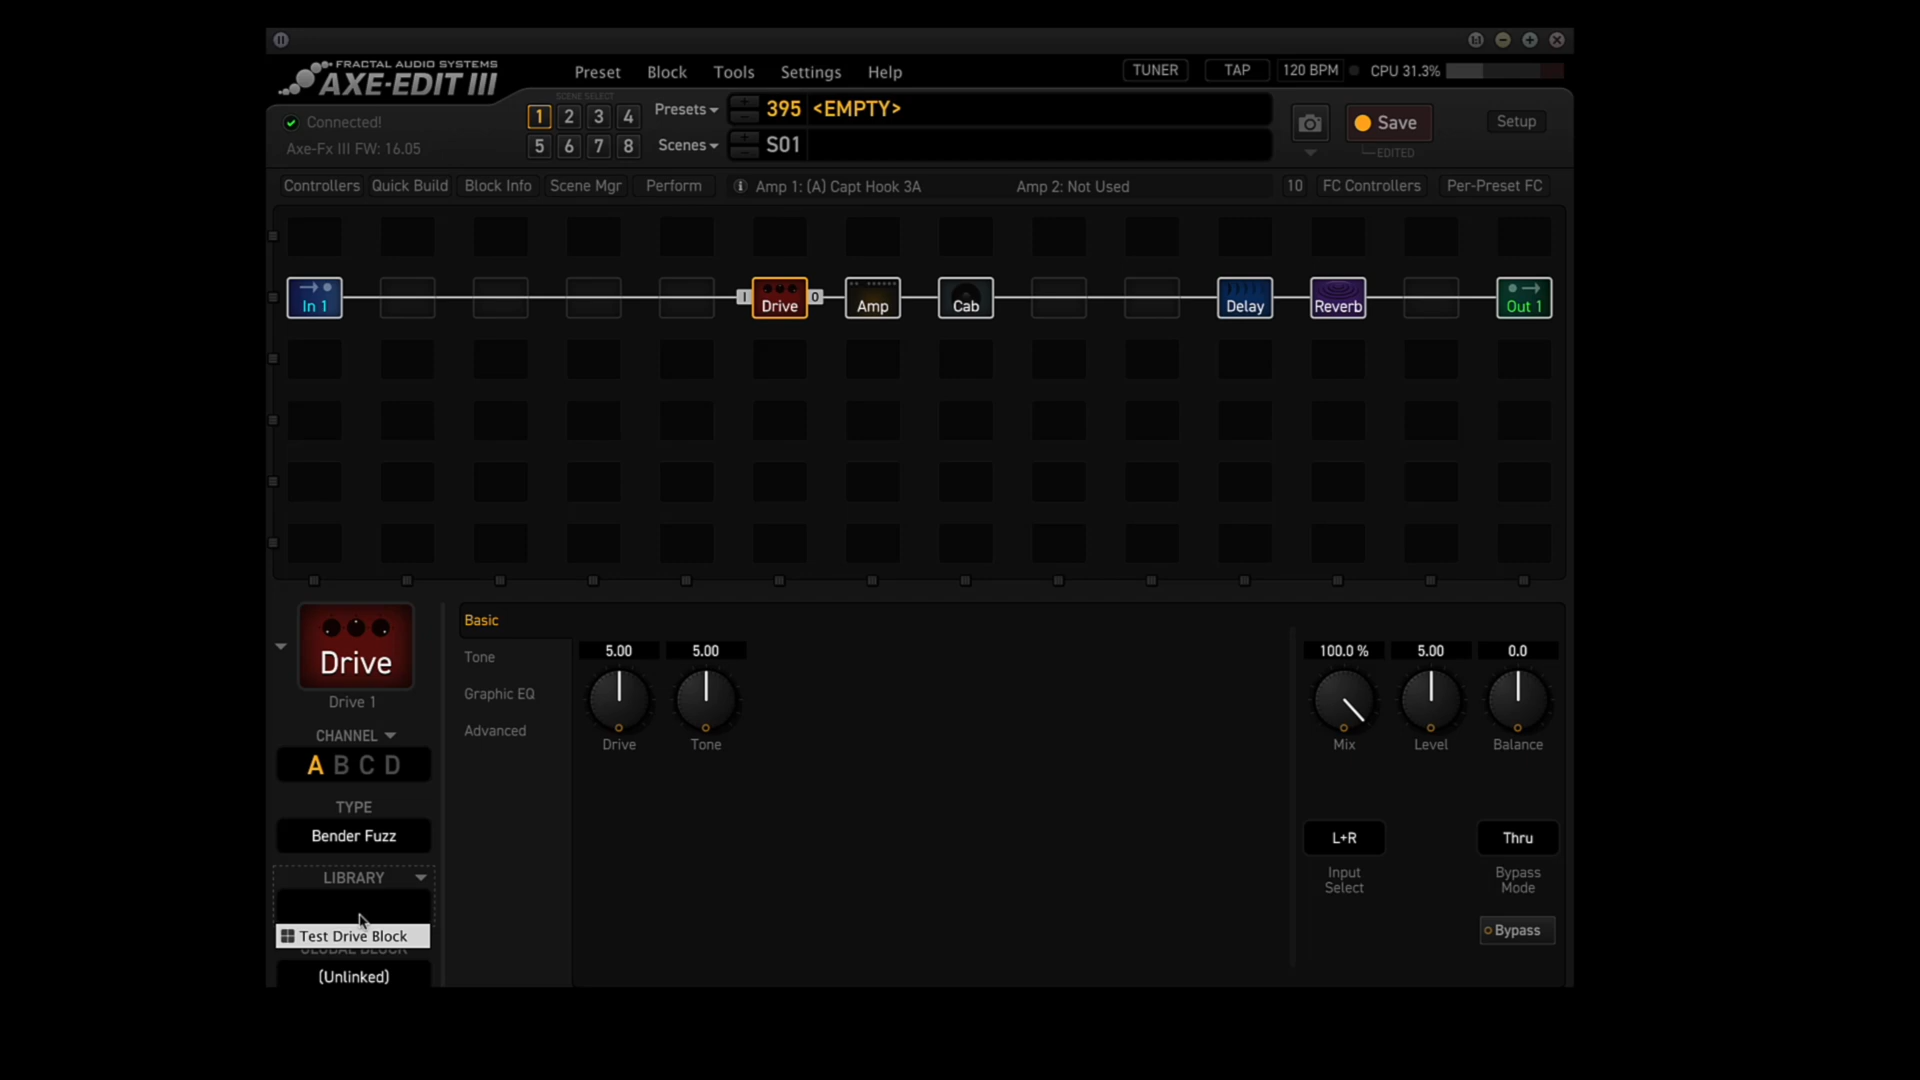 FRACTAL AUDIO SYSTEMS
AXE-EDIT III
Preset Block Tools Settings Help
TUNER TAP 120 BPM CPU 31.3%
SCENE SELECT
1 2 3 4
5 6 7 8
Presets 395 <EMPTY>
Scenes S01
Connected!
Axe-Fx III FW: 16.05
Save
EDITED
Setup
Controllers Quick Build Block Info Scene Mgr Perform
Amp 1: (A) Capt Hook 3A Amp 2: Not Used
10 FC Controllers Per-Preset FC
In 1 I Drive O Amp Cab Delay Reverb Out 1
Drive
Drive 1
CHANNEL
A B C D
TYPE
Bender Fuzz
LIBRARY
Test Drive Block
GLOBAL BLOCK
(Unlinked)
Basic
Tone
Graphic EQ
Advanced
5.00 5.00
Drive Tone
100.0 % 5.00 0.0
Mix Level Balance
L+R Thru
Input
Select
Bypass
Mode
Bypass